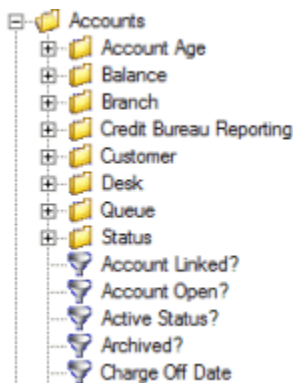 Accounts
Account Age
Balance
Branch
Credit Bureau Reporting
Customer
Desk
Queue
Status
Account Linked?
Account Open?
Active Status?
Archived?
Charge Off Date